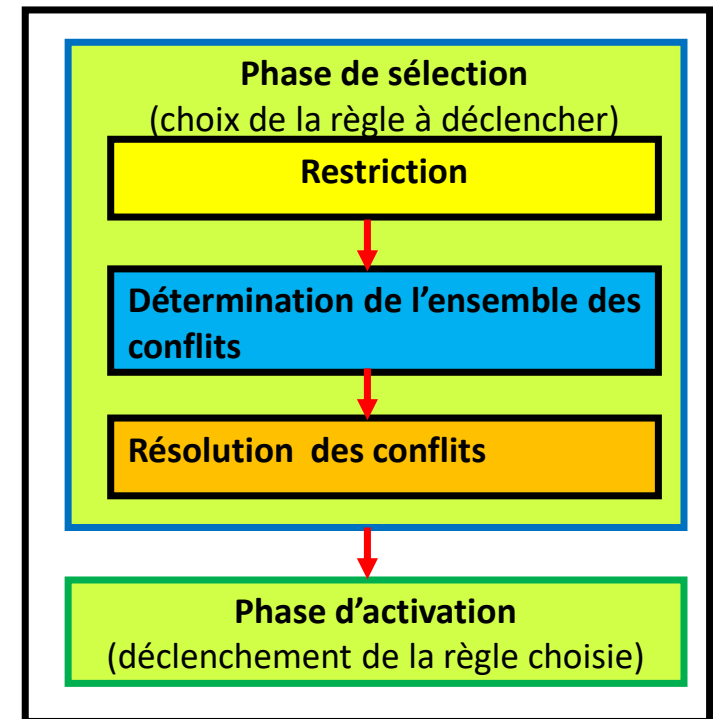 Phase de sélection
(choix de la règle à déclencher)
Restriction
Détermination de l’ensemble des
conflits
Résolution des conflits
Phase d’activation
(déclenchement de la règle choisie)